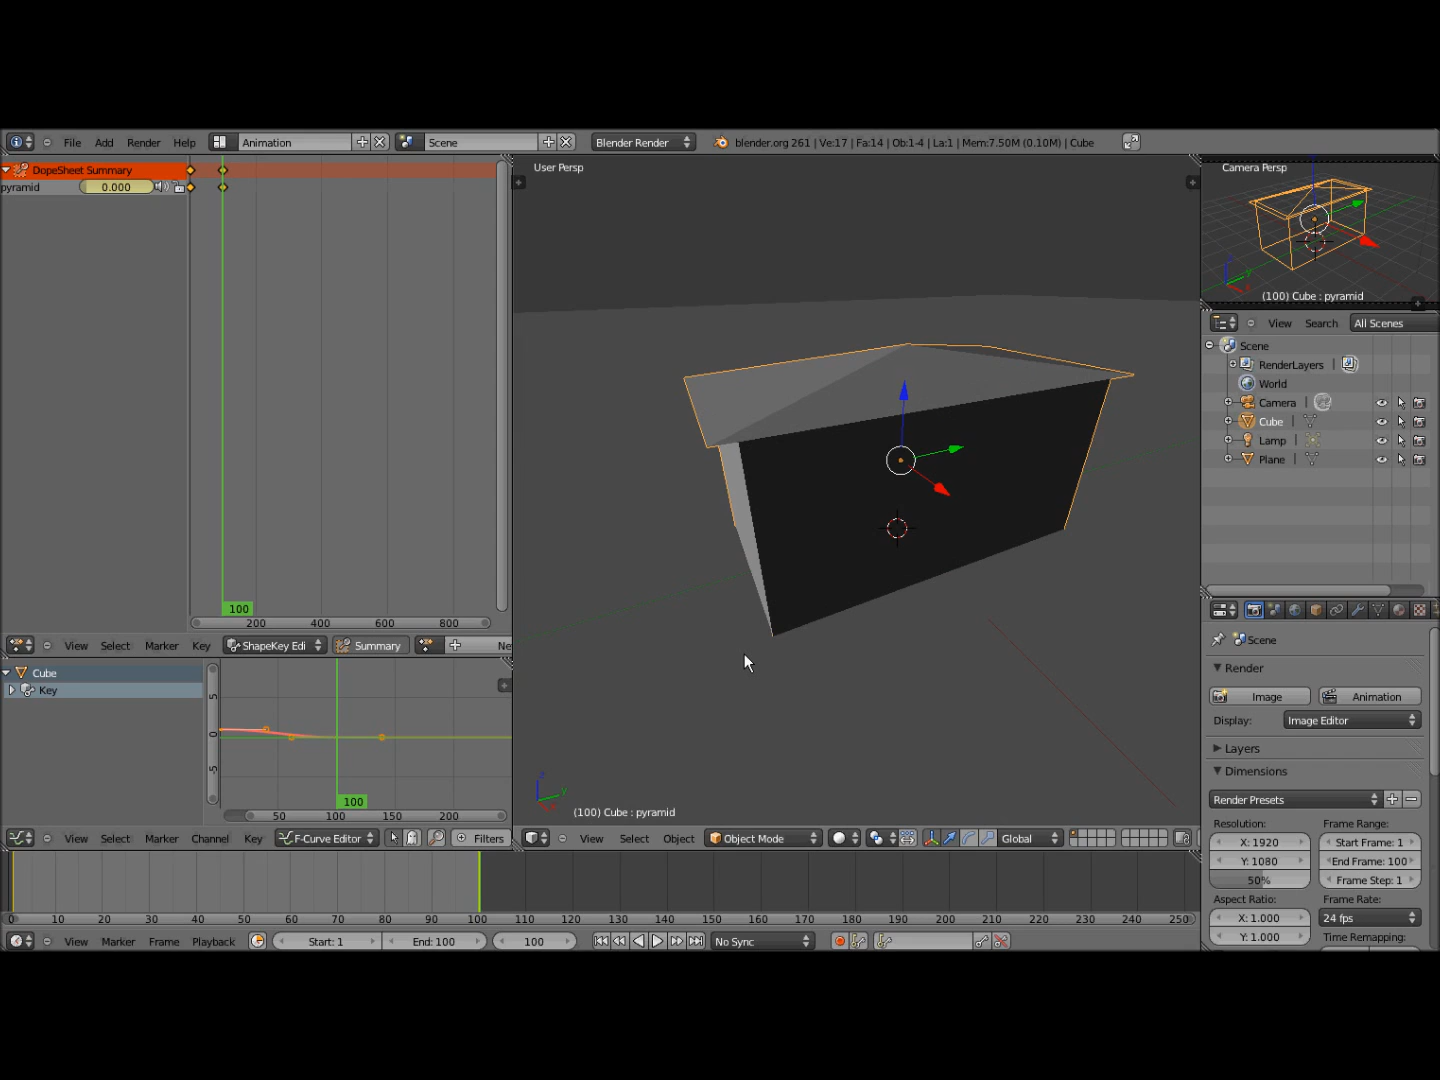 File Add Render Help Animation Scene Blender Render blender.org 261 | Ve:17 | Fa:14 | Ob:1-4 | La:1 | Mem:7.50M (0.10M) | Cube
DopeSheet Summary
pyramid 0.000
100
200 400 600 800
View Select Marker Key ShapeKey Edi Summary Ne
Cube
Key
5
0
-5
100
50 100 150 200
View Select Marker Channel Key F-Curve Editor Filters
User Persp
(100) Cube : pyramid
View Select Object Object Mode Global
Camera Persp
(100) Cube : pyramid
View Search All Scenes
Scene
RenderLayers |
World
Camera |
Cube |
Lamp |
Plane |
Scene
Render
Image Animation
Display: Image Editor
Layers
Dimensions
Render Presets
Resolution: Frame Range:
X: 1920 Start Frame: 1
Y: 1080 End Frame: 100
50% Frame Step: 1
Aspect Ratio: Frame Rate:
X: 1.000 24 fps
Y: 1.000 Time Remapping:
0 10 20 30 40 50 60 70 80 90 100 110 120 130 140 150 160 170 180 190 200 210 220 230 240 250
View Marker Frame Playback Start: 1 End: 100 100 No Sync